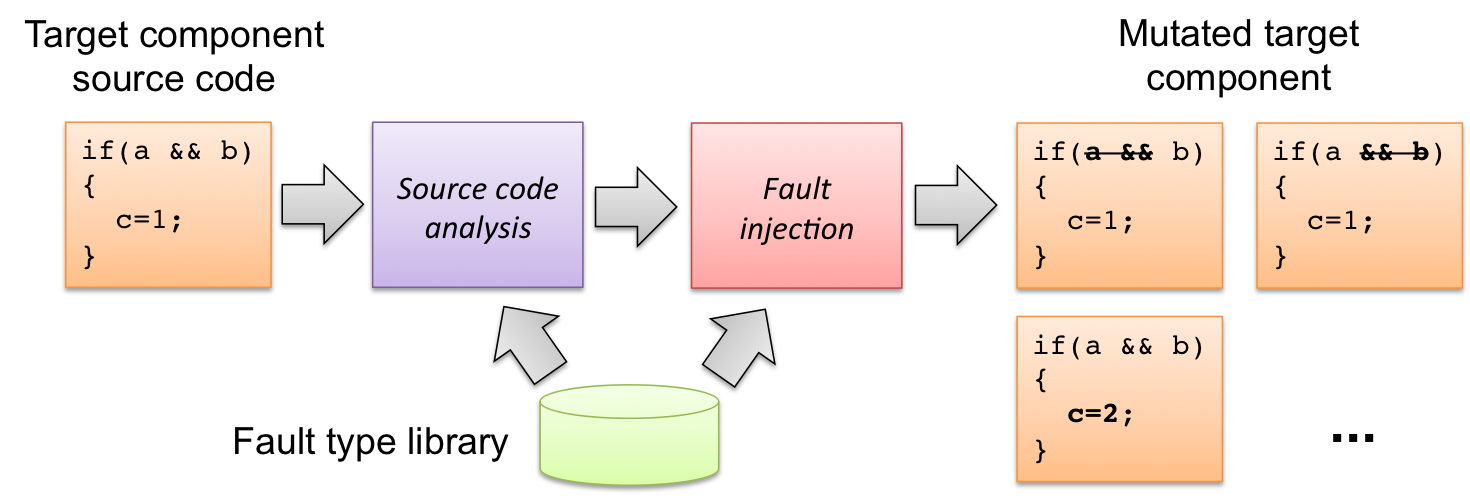 Target component
source code
if(a && b)
{
c=1;
}
Source code
analysis
Fault
injection
Fault type library
Mutated target
component
if(a && b)
{
c=1;
}
if(a && b)
{
c=1;
}
if(a && b)
{
c=2;
}
...